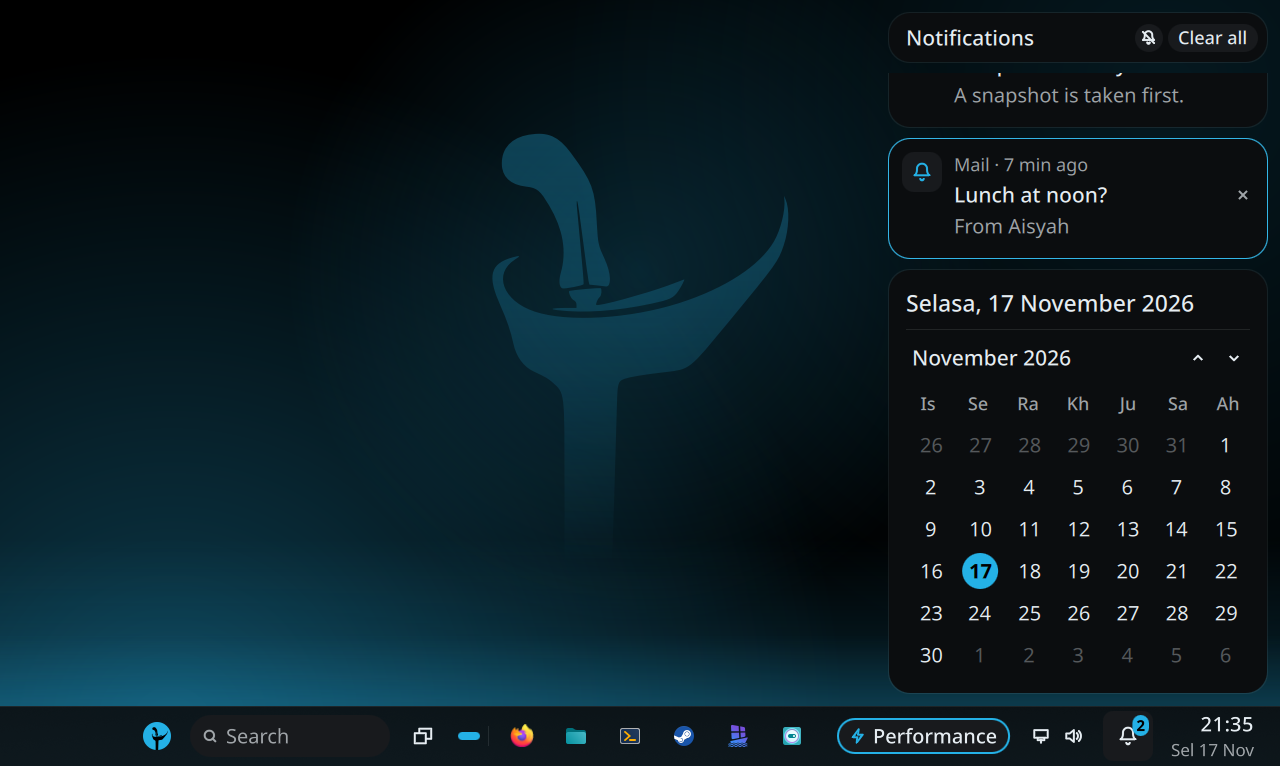 Notifications
Clear all
A snapshot is taken first.
Mail · 7 min ago
Lunch at noon?
From Aisyah
Selasa, 17 November 2026
November 2026
Is Se Ra Kh Ju Sa Ah
26 27 28 29 30 31 1
2 3 4 5 6 7 8
9 10 11 12 13 14 15
16 17 18 19 20 21 22
23 24 25 26 27 28 29
30 1 2 3 4 5 6
Search
Performance
2
21:35
Sel 17 Nov